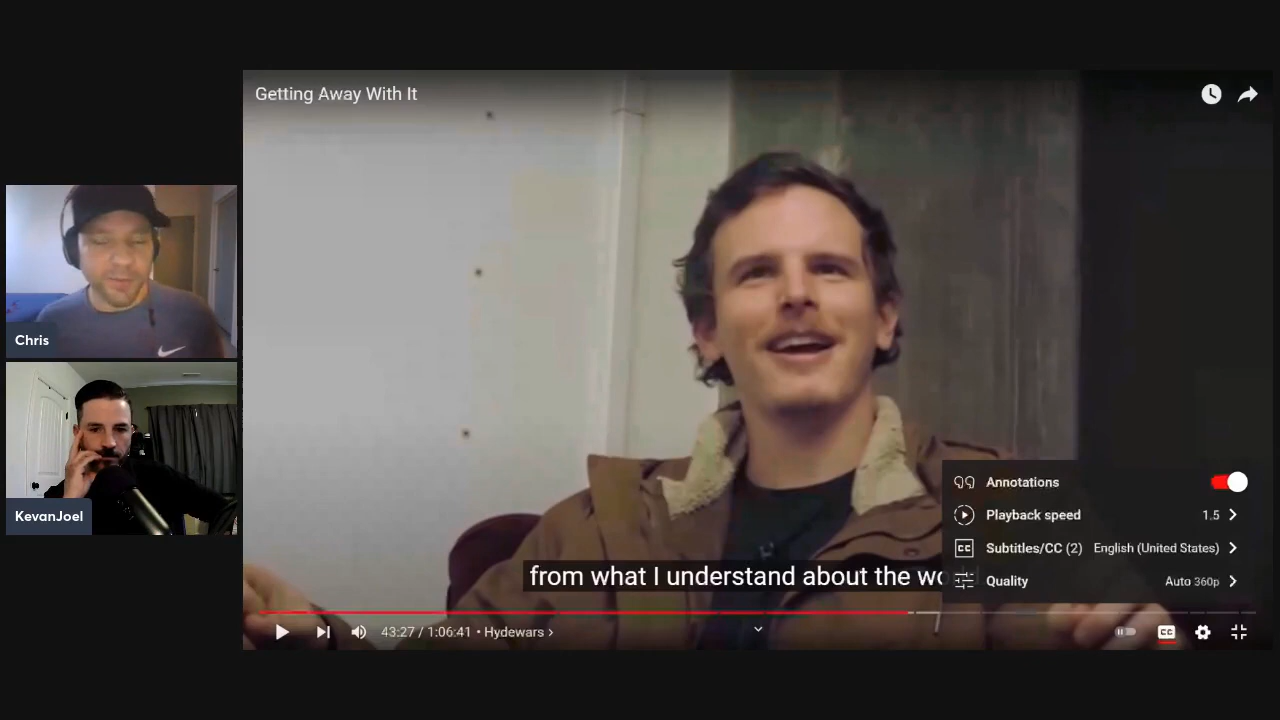 Getting Away With It
Chris
KevanJoel
Annotations
Playback speed 1.5
Subtitles/CC (2) English (United States)
Quality Auto 360p
from what I understand about the
43:27 / 1:06:41 • Hydewars ›
CC